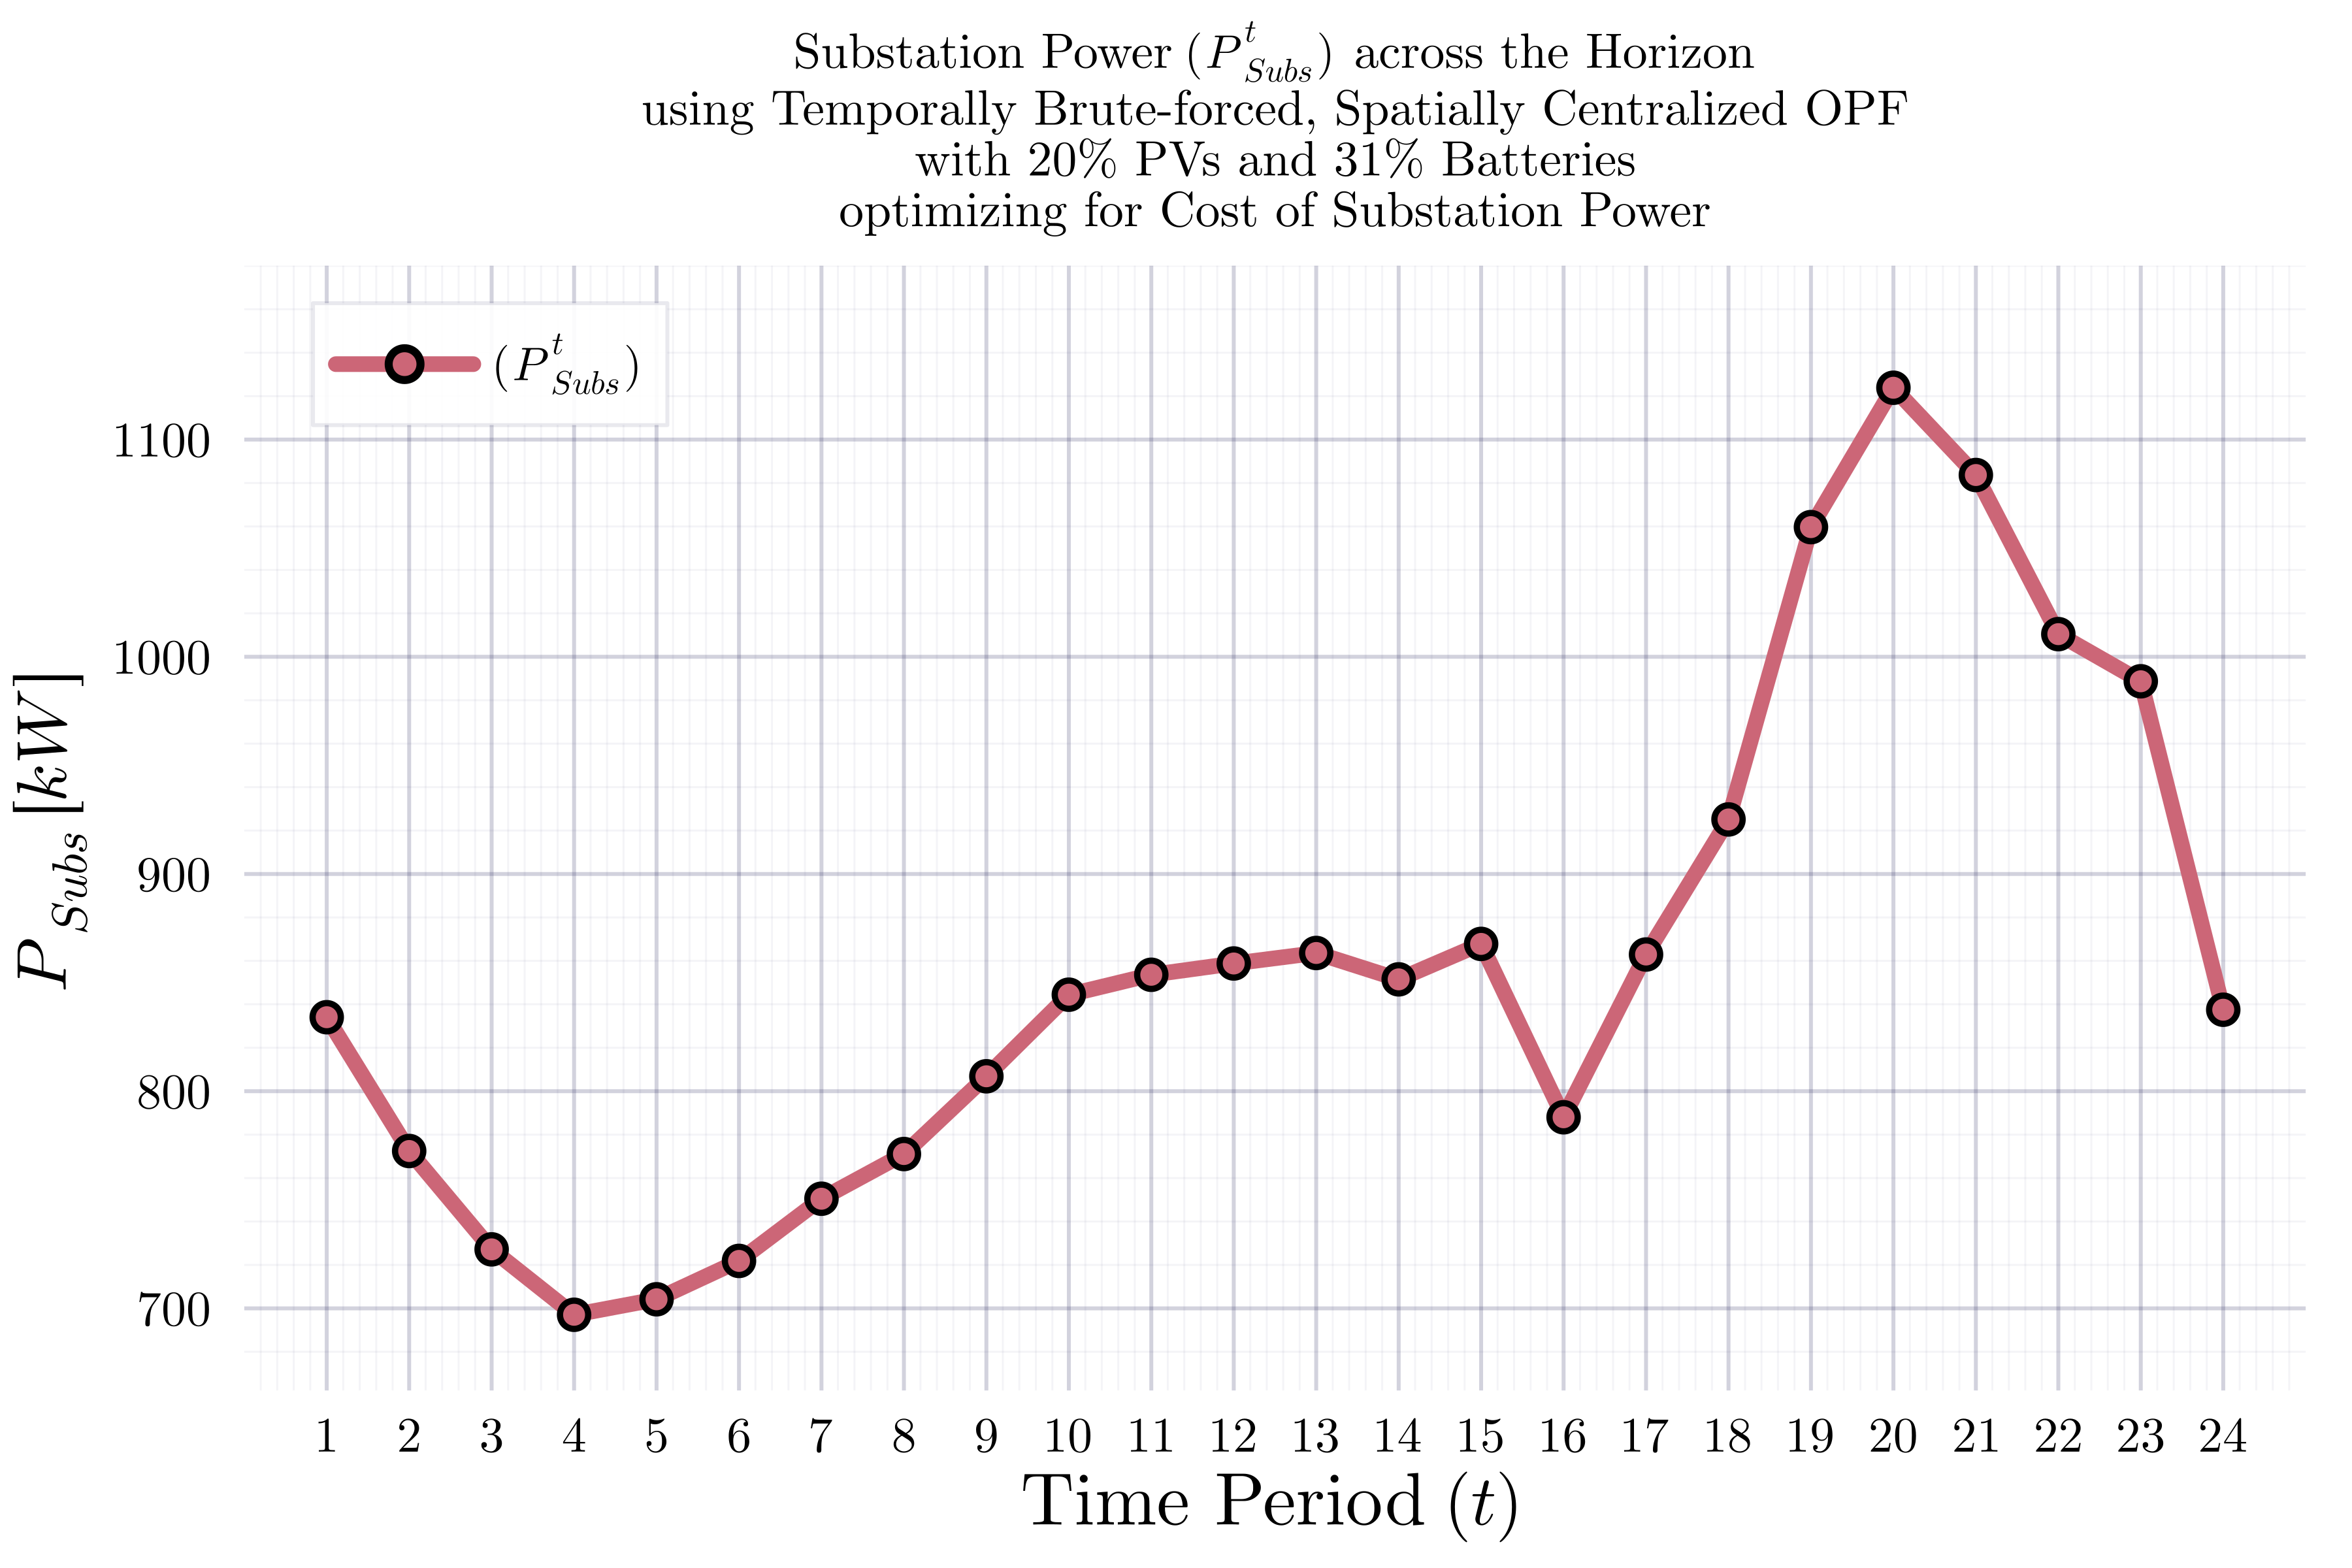 Substation Power (P^t_Subs) across the Horizon
using Temporally Brute-forced, Spatially Centralized OPF
with 20% PVs and 31% Batteries
optimizing for Cost of Substation Power
(P^t_Subs)
P_Subs [kW]
1100
1000
900
800
700
1 2 3 4 5 6 7 8 9 10 11 12 13 14 15 16 17 18 19 20 21 22 23 24
Time Period (t)